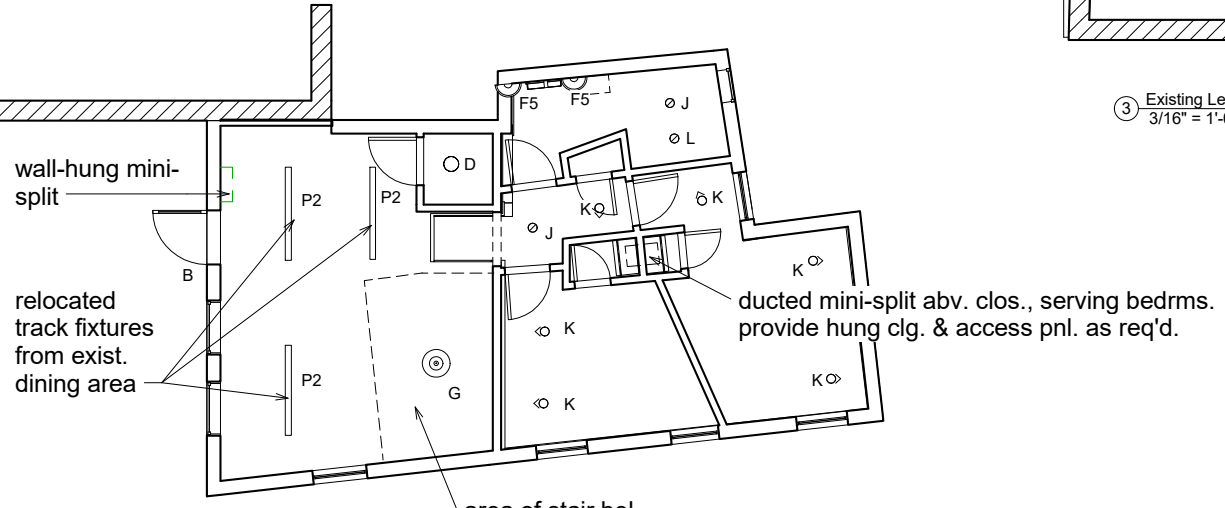 3
Existing Le
3/16" = 1'-
F5
F5
J
L
wall-hung mini-
split
P2
P2
D
K
K
J
B
K
relocated
track fixtures
from exist.
dining area
P2
G
K
K
K
ducted mini-split abv. clos., serving bedrms.
provide hung clg. & access pnl. as req'd.
area of stair